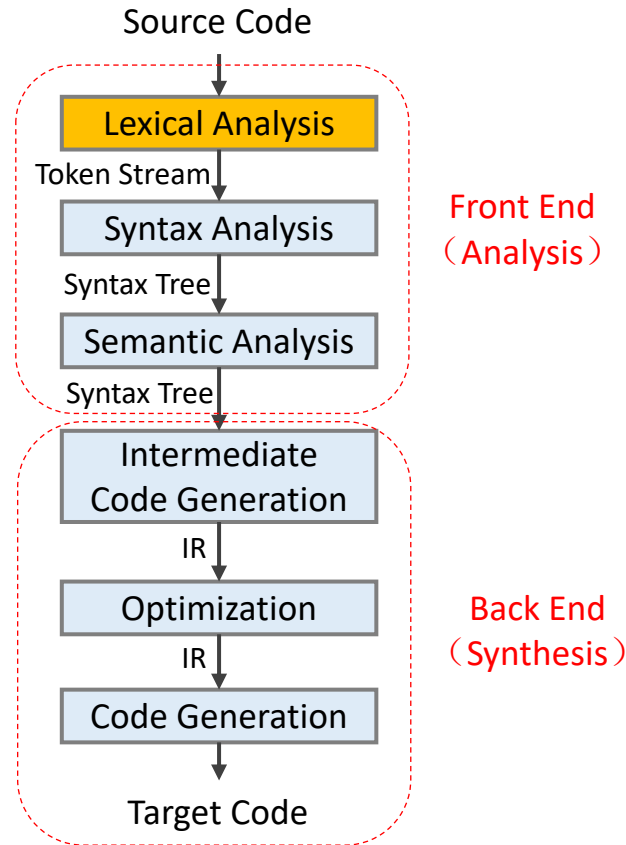 Source Code
Lexical Analysis
Token Stream
Syntax Analysis
Syntax Tree
Semantic Analysis
Syntax Tree
Front End
（Analysis）
Intermediate
Code Generation
IR
Optimization
IR
Code Generation
Target Code
Back End
（Synthesis）